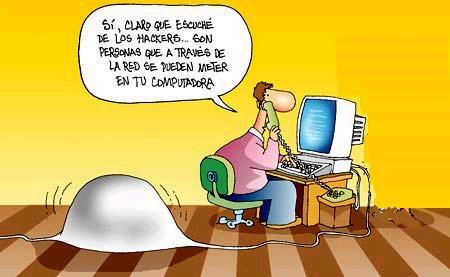 SÍ, CLARO QUE ESCUCHÉ
DE LOS HACKERS... SON
PERSONAS QUE A TRAVÉS DE
LA RED SE PUEDEN METER
EN TU COMPUTADORA